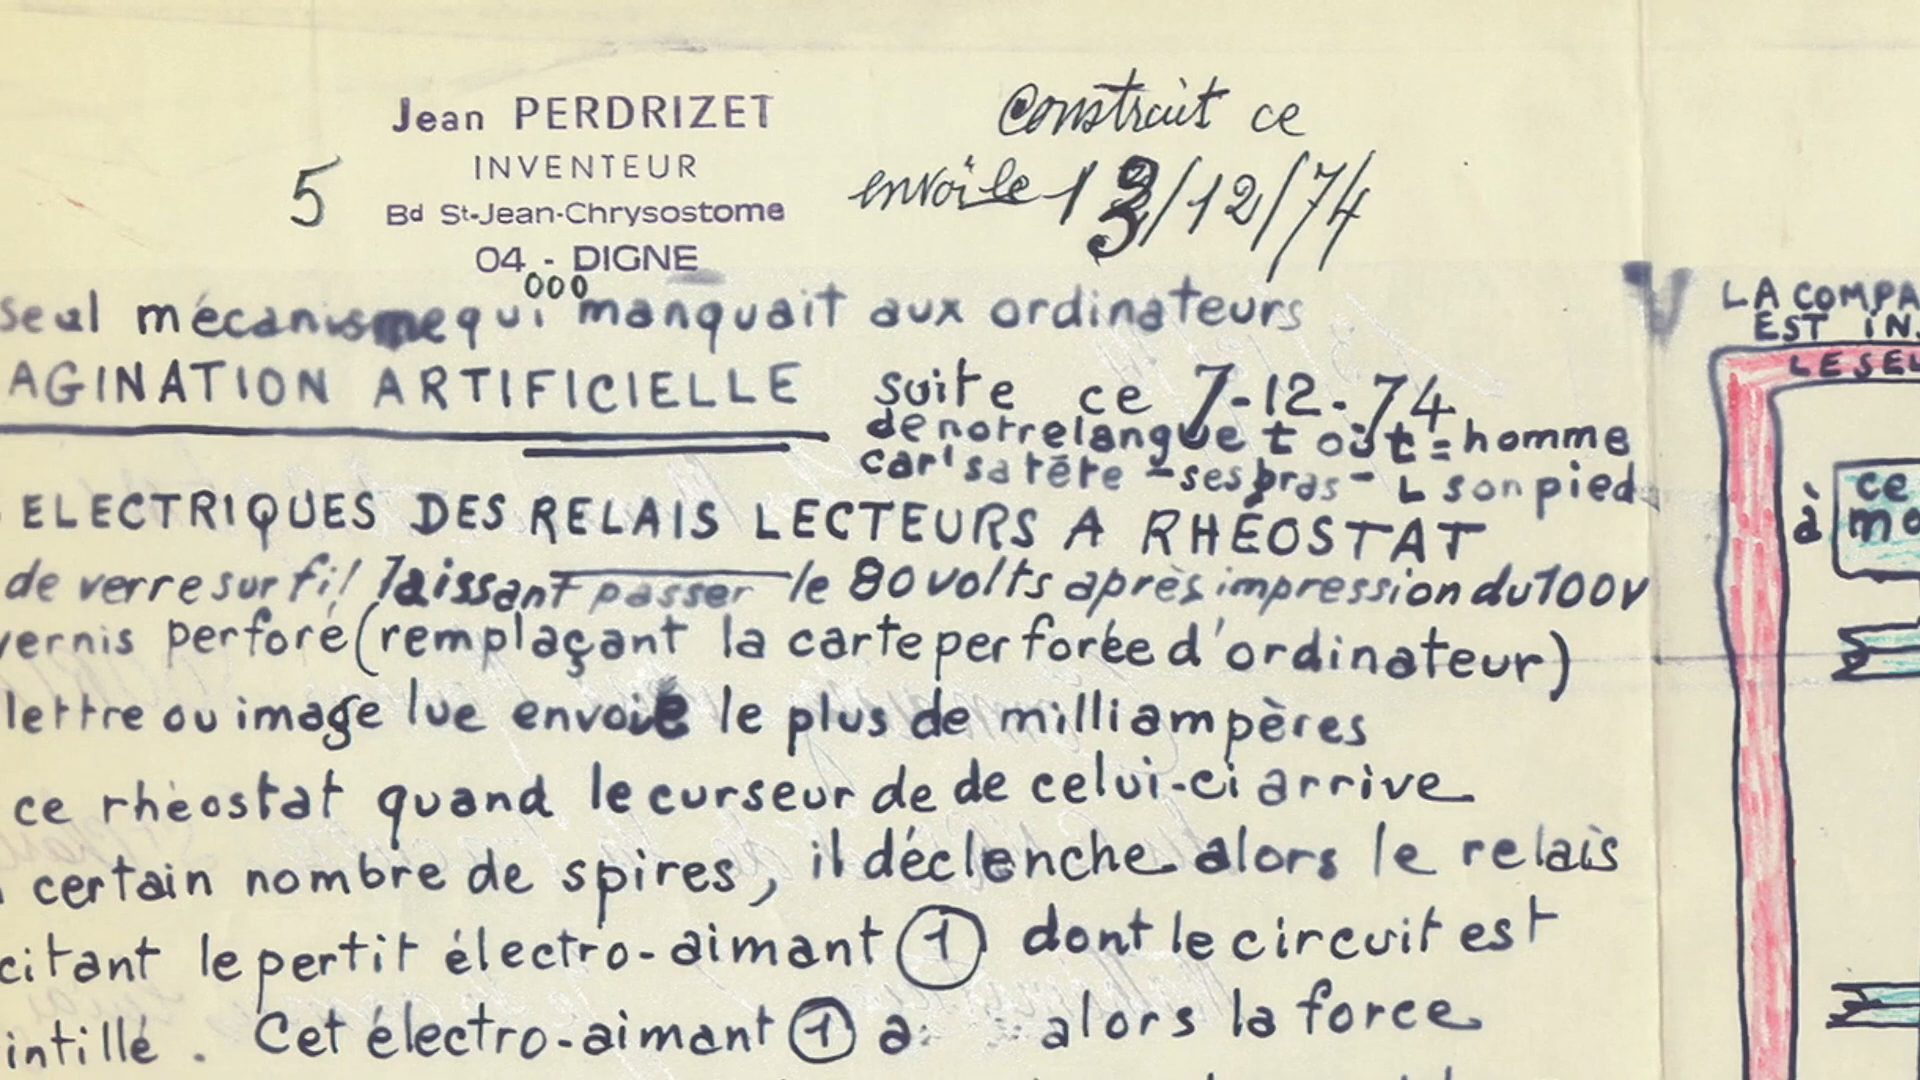 Jean PERDRIZET
INVENTEUR
Bd St-Jean-Chrysostome
04 - DIGNE
000
5
Construit ce
envoi le 13/12/74
seul mécanisme qui manquait aux ordinateurs
AGINATION ARTIFICIELLE
suite ce 7-12-74
de notre langue t où t = homme
car ' sa tête - ses bras - L son pied
ELECTRIQUES DES RELAIS LECTEURS A RHÉOSTAT
de verre sur fil laissant passer le 80 volts après impression du 100V
vernis perforé (remplaçant la carte perforée d'ordinateur)
lettre ou image lue envoie le plus de milliampères
ce rhéostat quand le curseur de de celui-ci arrive
certain nombre de spires, il déclenche alors le relais
citant le pertit électro-aimant 1 dont le circuit est
intillé. Cet électro-aimant 1 a alors la force
V
LA COMPA
EST IN.
LE SEL
à
ce
mo